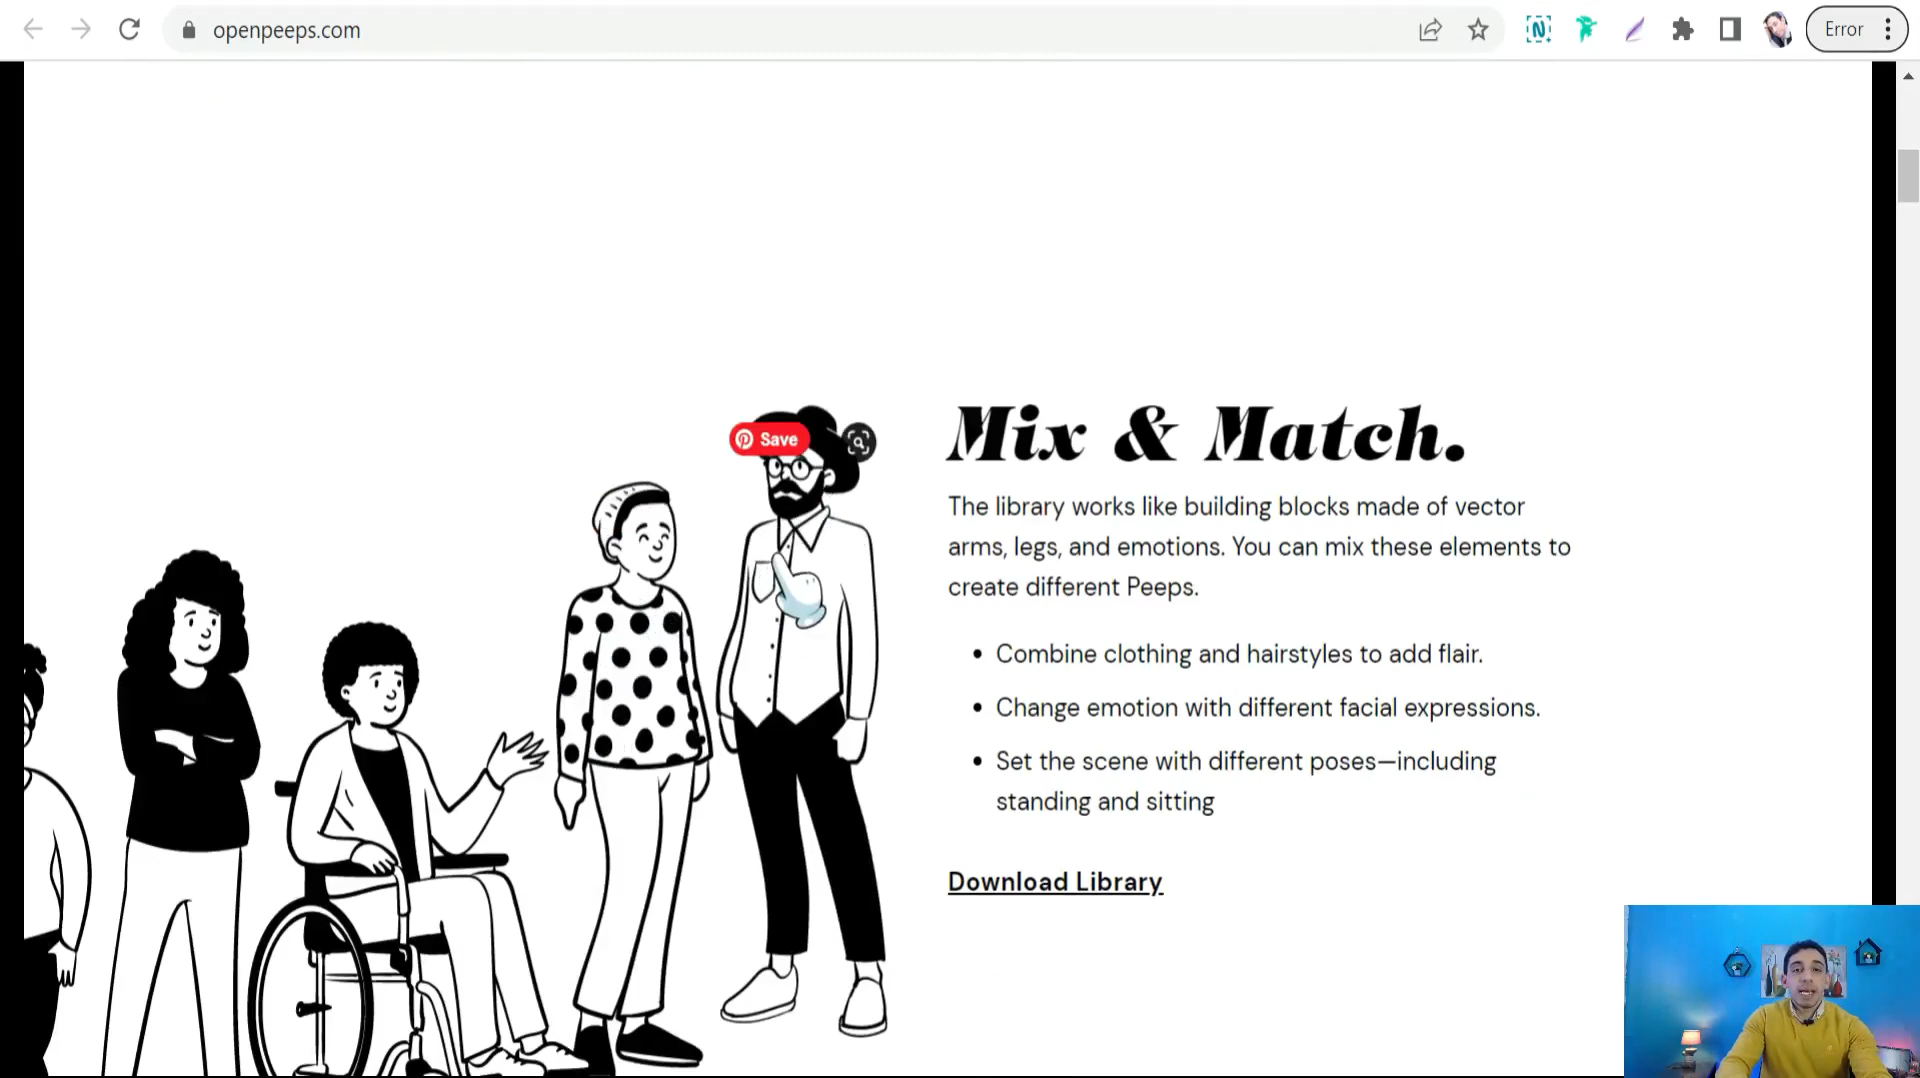 openpeeps.com
Error
Save
Mix & Match.
The library works like building blocks made of vector
arms, legs, and emotions. You can mix these elements to
create different Peeps.
Combine clothing and hairstyles to add flair.
Change emotion with different facial expressions.
Set the scene with different poses—including
standing and sitting
Download Library